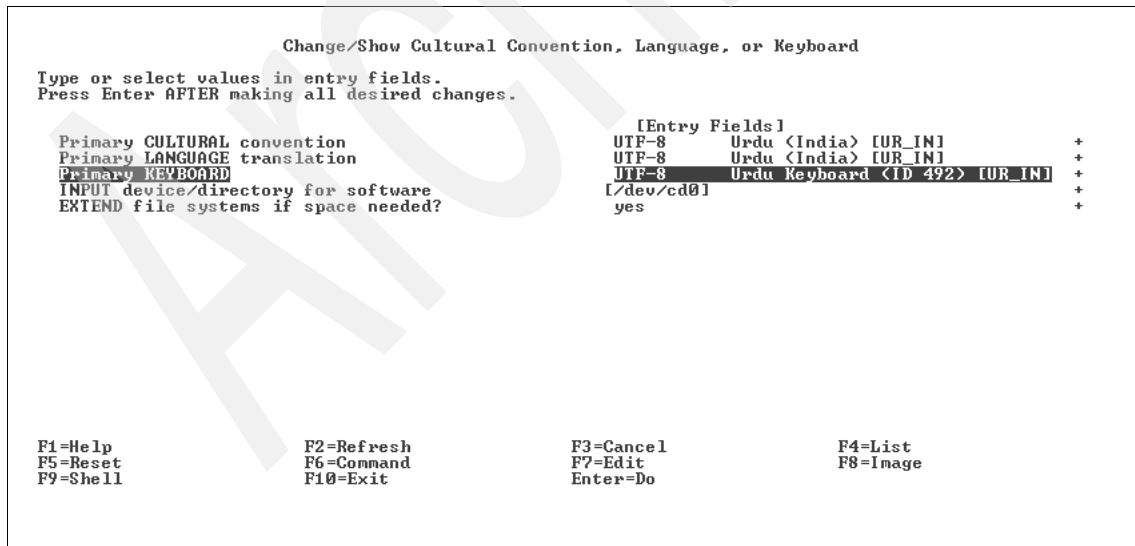 Change/Show Cultural Convention, Language, or Keyboard
Type or select values in entry fields.
Press Enter AFTER making all desired changes.
[Entry Fields]
Primary CULTURAL convention UTF-8 Urdu (India) [UR_IN] +
Primary LANGUAGE translation UTF-8 Urdu (India) [UR_IN] +
Primary KEYBOARD UTF-8 Urdu Keyboard (ID 492) [UR_IN] +
INPUT device/directory for software [/dev/cd0] +
EXTEND file systems if space needed? yes +
F1=Help F2=Refresh F3=Cancel F4=List
F5=Reset F6=Command F7=Edit F8=Image
F9=Shell F10=Exit Enter=Do